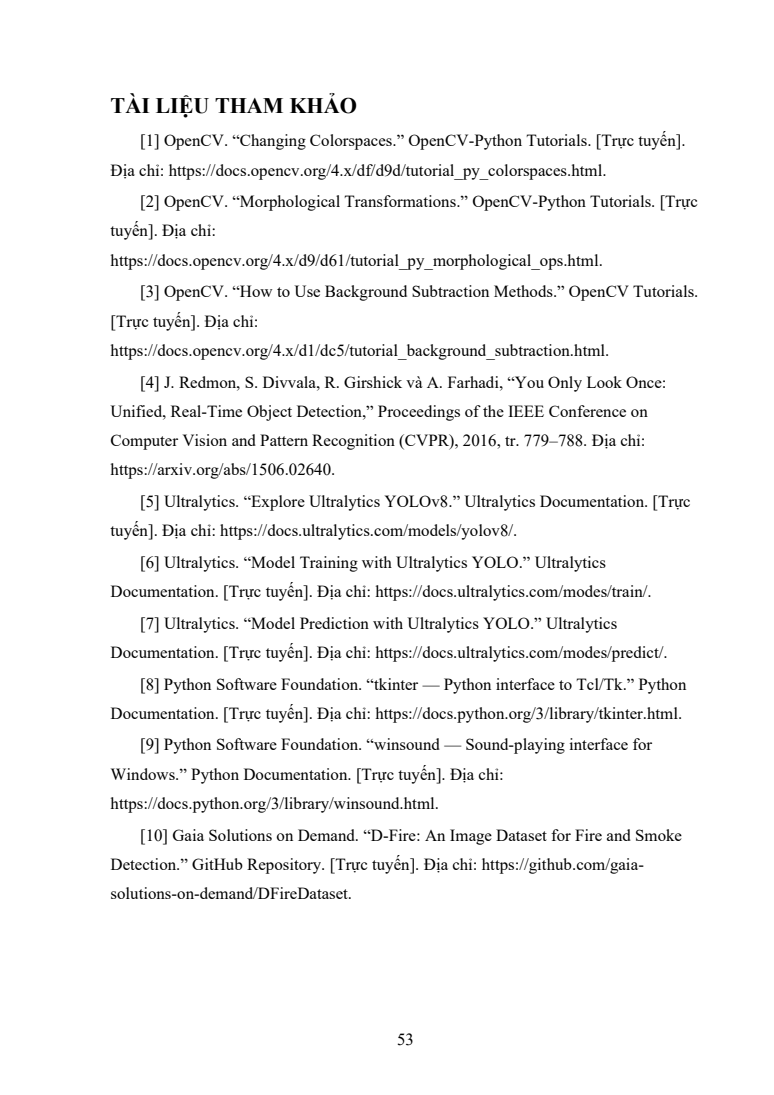 TÀI LIỆU THAM KHẢO
[1] OpenCV. “Changing Colorspaces.” OpenCV-Python Tutorials. [Trực tuyến].
Địa chỉ: https://docs.opencv.org/4.x/df/d9d/tutorial_py_colorspaces.html.
[2] OpenCV. “Morphological Transformations.” OpenCV-Python Tutorials. [Trực
tuyến]. Địa chỉ:
https://docs.opencv.org/4.x/d9/d61/tutorial_py_morphological_ops.html.
[3] OpenCV. “How to Use Background Subtraction Methods.” OpenCV Tutorials.
[Trực tuyến]. Địa chỉ:
https://docs.opencv.org/4.x/d1/dc5/tutorial_background_subtraction.html.
[4] J. Redmon, S. Divvala, R. Girshick và A. Farhadi, “You Only Look Once:
Unified, Real-Time Object Detection,” Proceedings of the IEEE Conference on
Computer Vision and Pattern Recognition (CVPR), 2016, tr. 779–788. Địa chỉ:
https://arxiv.org/abs/1506.02640.
[5] Ultralytics. “Explore Ultralytics YOLOv8.” Ultralytics Documentation. [Trực
tuyến]. Địa chỉ: https://docs.ultralytics.com/models/yolov8/.
[6] Ultralytics. “Model Training with Ultralytics YOLO.” Ultralytics
Documentation. [Trực tuyến]. Địa chỉ: https://docs.ultralytics.com/modes/train/.
[7] Ultralytics. “Model Prediction with Ultralytics YOLO.” Ultralytics
Documentation. [Trực tuyến]. Địa chỉ: https://docs.ultralytics.com/modes/predict/.
[8] Python Software Foundation. “tkinter — Python interface to Tcl/Tk.” Python
Documentation. [Trực tuyến]. Địa chỉ: https://docs.python.org/3/library/tkinter.html.
[9] Python Software Foundation. “winsound — Sound-playing interface for
Windows.” Python Documentation. [Trực tuyến]. Địa chỉ:
https://docs.python.org/3/library/winsound.html.
[10] Gaia Solutions on Demand. “D-Fire: An Image Dataset for Fire and Smoke
Detection.” GitHub Repository. [Trực tuyến]. Địa chỉ: https://github.com/gaia-
solutions-on-demand/DFireDataset.
53